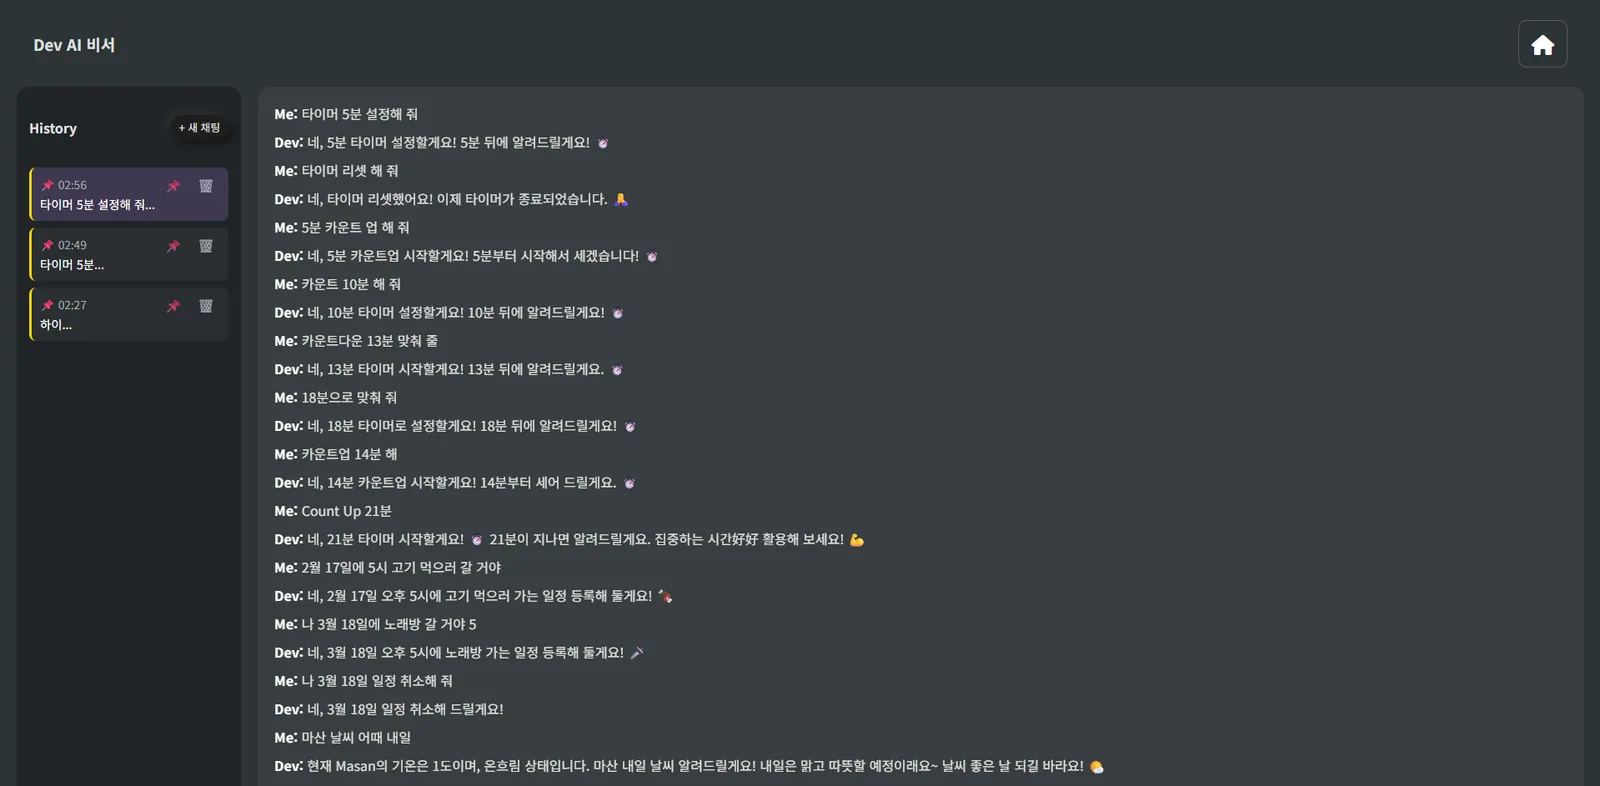 Dev AI 비서
History
+ 새 채팅
02:56
타이머 5분 설정해 줘...
02:49
타이머 5분...
02:27
하이...
Me: 타이머 5분 설정해 줘
Dev: 네, 5분 타이머 설정할게요! 5분 뒤에 알려드릴게요! ⏰
Me: 타이머 리셋 해 줘
Dev: 네, 타이머 리셋했어요! 이제 타이머가 종료되었습니다. 🙏
Me: 5분 카운트 업 해 줘
Dev: 네, 5분 카운트업 시작할게요! 5분부터 시작해서 세겠습니다! ⏰
Me: 카운트 10분 해 줘
Dev: 네, 10분 타이머 설정할게요! 10분 뒤에 알려드릴게요! ⏰
Me: 카운트다운 13분 맞춰 줄
Dev: 네, 13분 타이머 시작할게요! 13분 뒤에 알려드릴게요. ⏰
Me: 18분으로 맞춰 줘
Dev: 네, 18분 타이머로 설정할게요! 18분 뒤에 알려드릴게요! ⏰
Me: 카운트업 14분 해
Dev: 네, 14분 카운트업 시작할게요! 14분부터 세어 드릴게요. ⏰
Me: Count Up 21분
Dev: 네, 21분 타이머 시작할게요! ⏰ 21분이 지나면 알려드릴게요. 집중하는 시간好好 활용해 보세요! 💪
Me: 2월 17일에 5시 고기 먹으러 갈 거야
Dev: 네, 2월 17일 오후 5시에 고기 먹으러 가는 일정 등록해 둘게요! 🍖
Me: 나 3월 18일에 노래방 갈 거야 5
Dev: 네, 3월 18일 오후 5시에 노래방 가는 일정 등록해 둘게요! 🎤
Me: 나 3월 18일 일정 취소해 줘
Dev: 네, 3월 18일 일정 취소해 드릴게요!
Me: 마산 날씨 어때 내일
Dev: 현재 Masan의 기온은 1도이며, 온흐림 상태입니다. 마산 내일 날씨 알려드릴게요! 내일은 맑고 따뜻할 예정이래요~ 날씨 좋은 날 되길 바라요! 🌤️